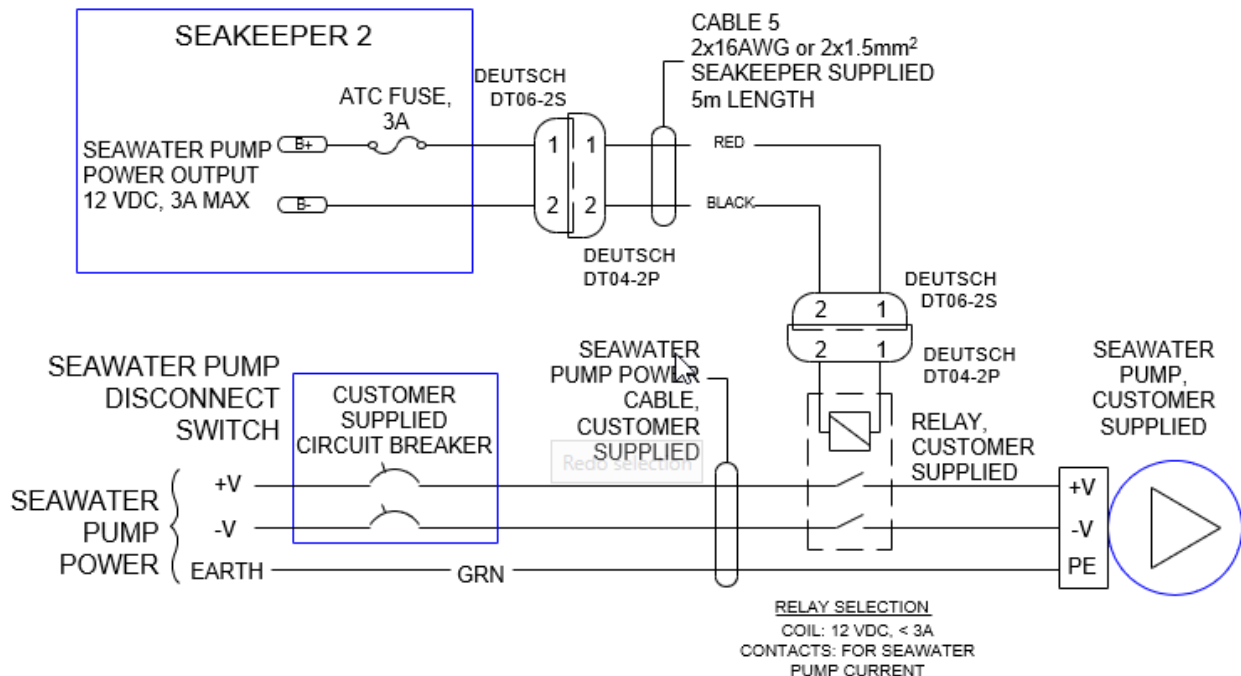 SEAKEEPER 2
ATC FUSE,
3A
SEAWATER PUMP
POWER OUTPUT
12 VDC, 3A MAX
B+
B-
DEUTSCH
DT06-2S
1 1
2 2
DEUTSCH
DT04-2P
CABLE 5
2x16AWG or 2x1.5mm²
SEAKEEPER SUPPLIED
5m LENGTH
RED
BLACK
DEUTSCH
DT06-2S
2 1
2 1
DEUTSCH
DT04-2P
SEAWATER PUMP
DISCONNECT
SWITCH
CUSTOMER
SUPPLIED
CIRCUIT BREAKER
SEAWATER
PUMP POWER
CABLE,
CUSTOMER
SUPPLIED
Redo selection
RELAY,
CUSTOMER
SUPPLIED
SEAWATER
PUMP,
CUSTOMER
SUPPLIED
SEAWATER
PUMP
POWER
+V
-V
EARTH
GRN
+V
-V
PE
RELAY SELECTION
COIL: 12 VDC, < 3A
CONTACTS: FOR SEAWATER
PUMP CURRENT